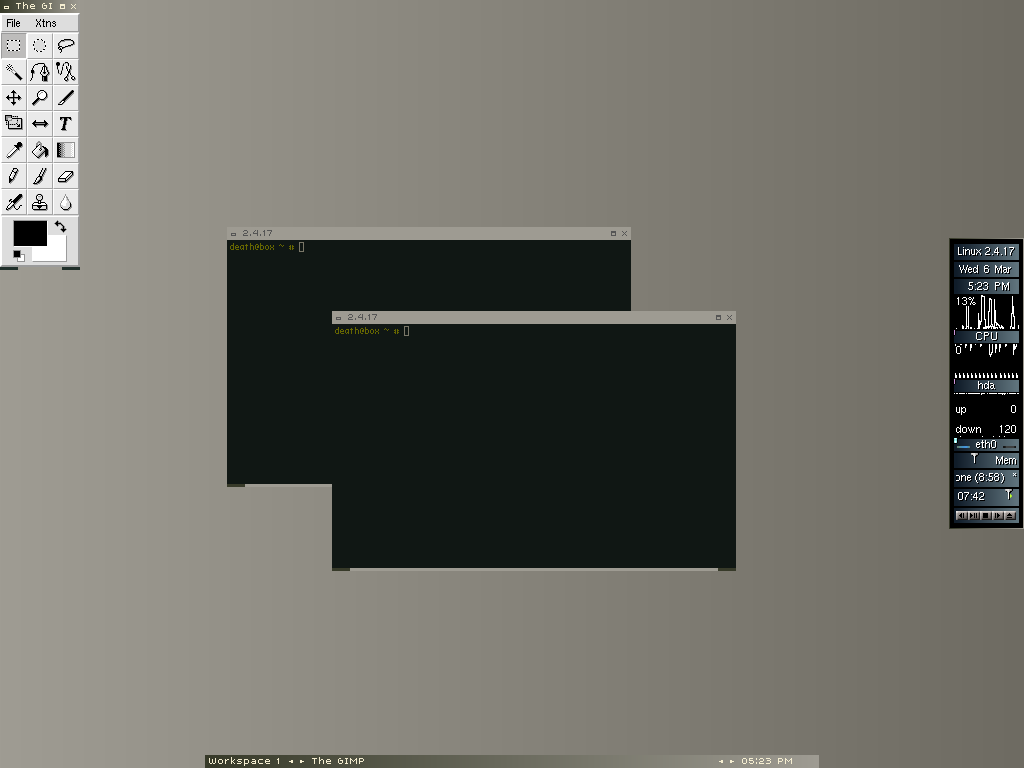 The GI
File Xtns
T
2.4.17
death@box ~ #
2.4.17
death@box ~ #
Linux 2.4.17
Wed 6 Mar
5:23 PM
13%
CPU
0
hda
up 0
down 120
eth0
Mem
one (8:58)
07:42
Workspace 1
The GIMP
05:23 PM